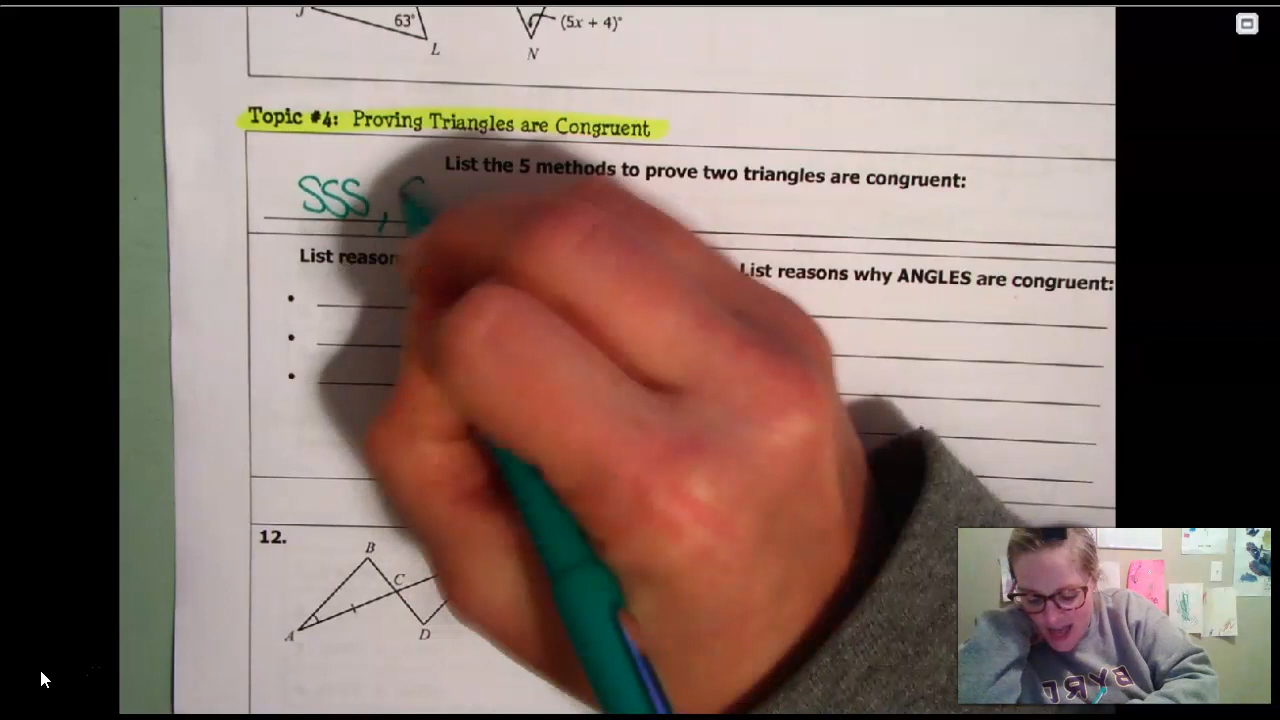 J 63° L (5x + 4)° N
Topic #4: Proving Triangles are Congruent
List the 5 methods to prove two triangles are congruent:
SSS, S
List reason
List reasons why ANGLES are congruent:
12.
B
C
A
D